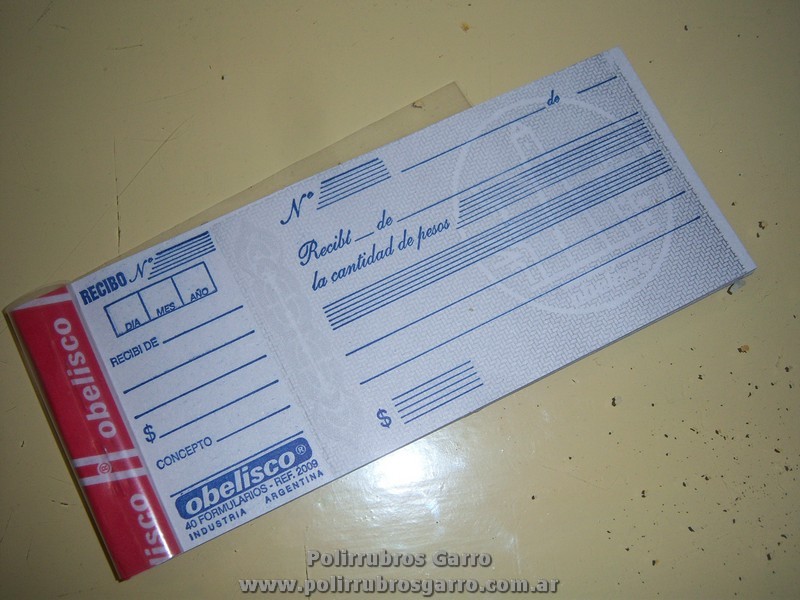 obelisco
®
lisco
RECIBO Nº
DIA MES AÑO
RECIBI DE
$
CONCEPTO
obelisco®
40 FORMULARIOS - REF. 2009
INDUSTRIA ARGENTINA
Nº
de
Recibí de
la cantidad de pesos
$
Polirrubros Garro
www.polirrubrosgarro.com.ar